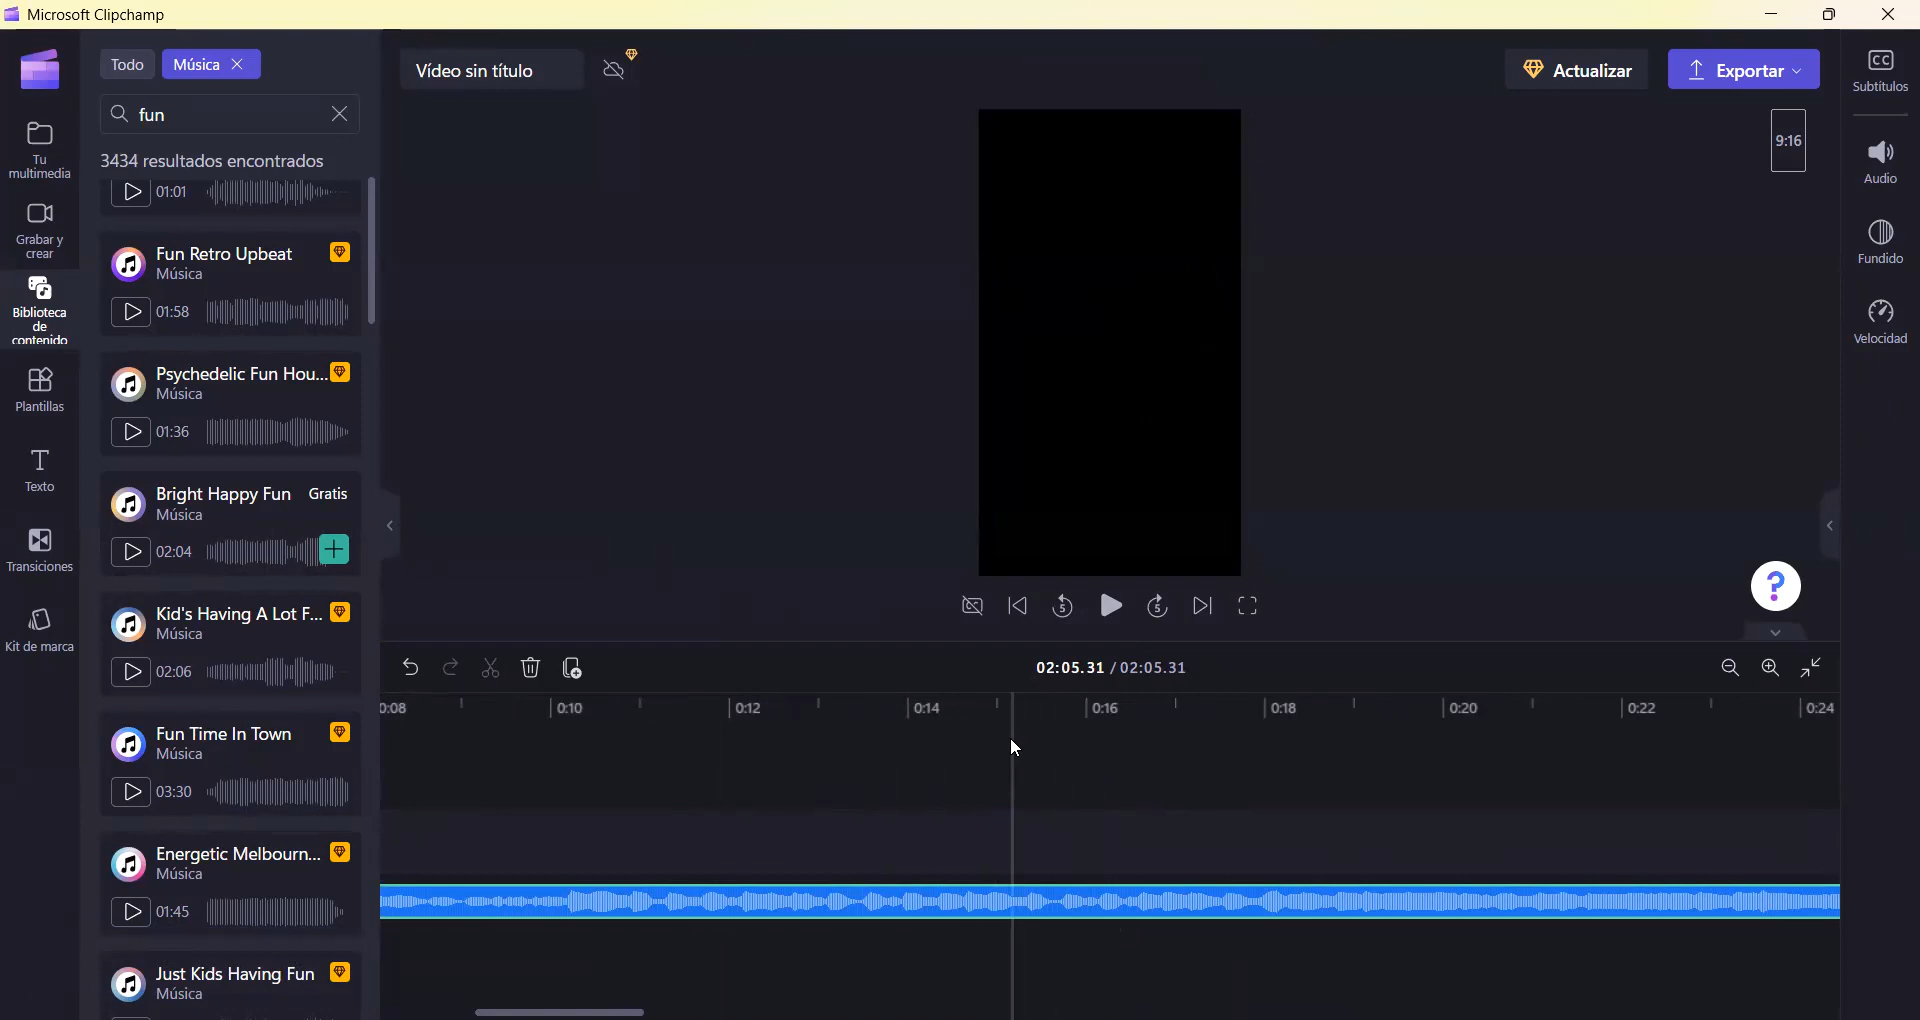 Microsoft Clipchamp
Todo
Música
fun
3434 resultados encontrados
01:01
Fun Retro Upbeat
Música
01:58
Psychedelic Fun Hou...
Música
01:36
Bright Happy Fun
Gratis
Música
02:04
Kid's Having A Lot F...
Música
02:06
Fun Time In Town
Música
03:30
Energetic Melbourn...
Música
01:45
Just Kids Having Fun
Música
Tu
multimedia
Grabar y
crear
Biblioteca
de
contenido
Plantillas
Texto
Transiciones
Kit de marca
Vídeo sin título
Actualizar
Exportar
9:16
5
5
?
02:05.31 / 02:05.31
0:08
0:10
0:12
0:14
0:16
0:18
0:20
0:22
0:24
CC
Subtítulos
Audio
Fundido
Velocidad